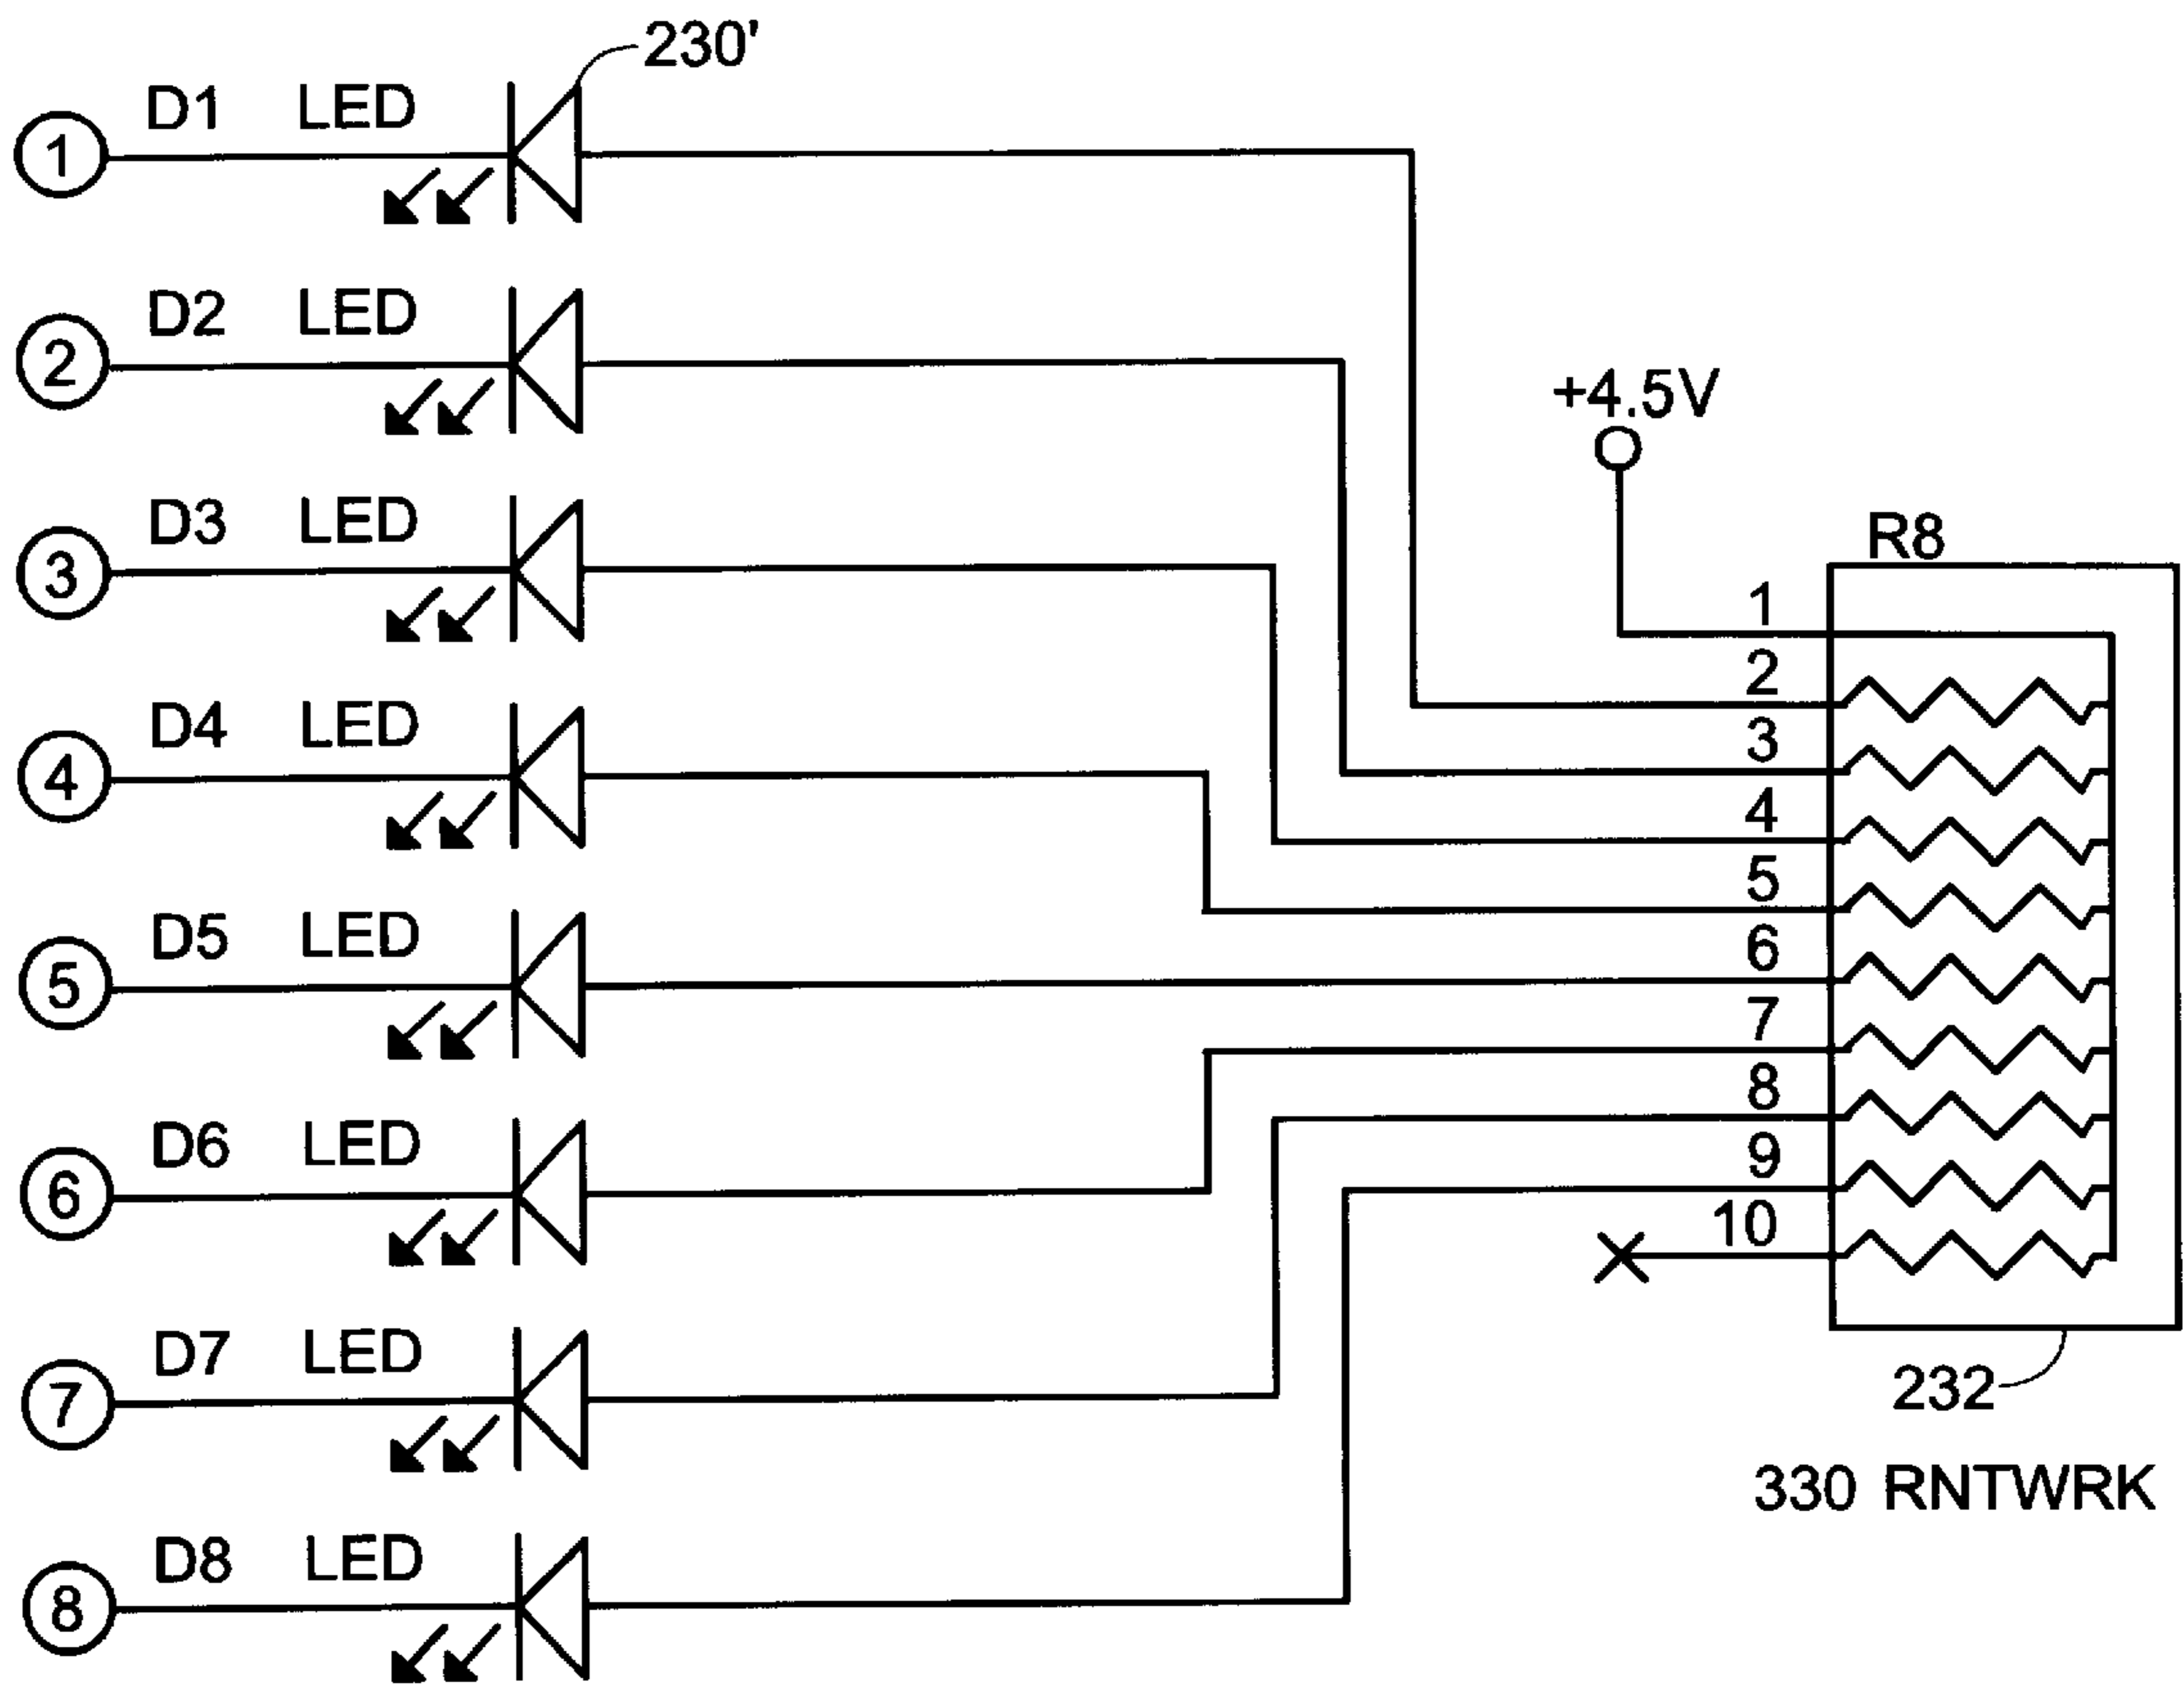 230'
1 D1 LED
2 D2 LED
3 D3 LED
4 D4 LED
5 D5 LED
6 D6 LED
7 D7 LED
8 D8 LED
+4.5V
R8
1
2
3
4
5
6
7
8
9
10
232
330 RNTWRK